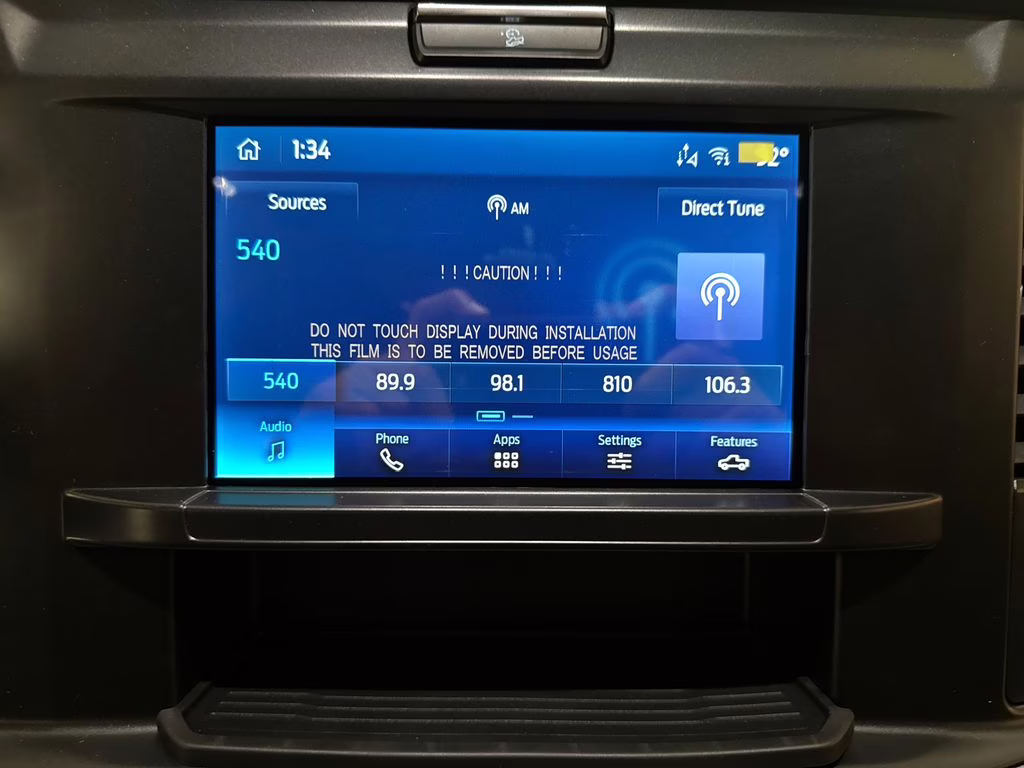 1:34
Sources
AM
Direct Tune
540
! ! ! CAUTION ! ! !
DO NOT TOUCH DISPLAY DURING INSTALLATION
THIS FILM IS TO BE REMOVED BEFORE USAGE
540 89.9 98.1 810 106.3
Audio Phone Apps Settings Features